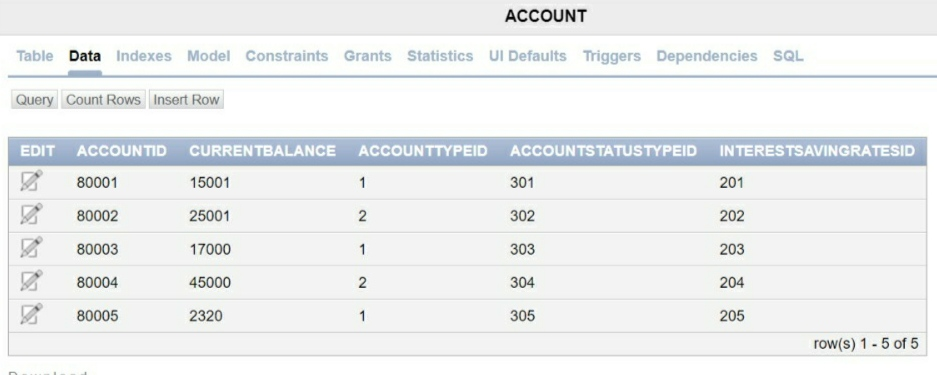 ACCOUNT
Table Data Indexes Model Constraints Grants Statistics UI Defaults Triggers Dependencies SQL
Query Count Rows Insert Row
EDIT ACCOUNTID CURRENTBALANCE ACCOUNTTYPEID ACCOUNTSTATUSTYPEID INTERESTSAVINGRATESID
80001 15001 1 301 201
80002 25001 2 302 202
80003 17000 1 303 203
80004 45000 2 304 204
80005 2320 1 305 205
row(s) 1 - 5 of 5